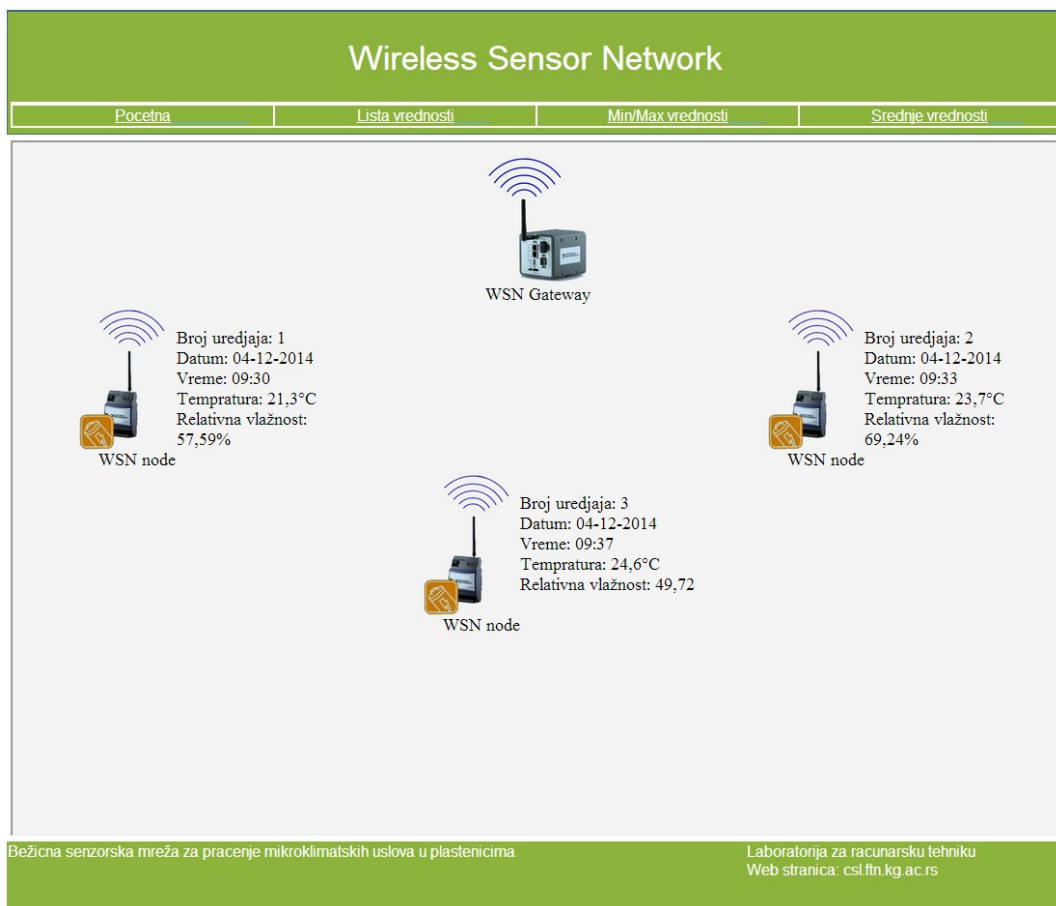 Wireless Sensor Network
Pocetna
Lista vrednosti
Min/Max vrednosti
Srednje vrednosti
WSN Gateway
Broj uredjaja: 1
Datum: 04-12-2014
Vreme: 09:30
Tempratura: 21,3°C
Relativna vlažnost:
57,59%
WSN node
Broj uredjaja: 2
Datum: 04-12-2014
Vreme: 09:33
Tempratura: 23,7°C
Relativna vlažnost:
69,24%
WSN node
Broj uredjaja: 3
Datum: 04-12-2014
Vreme: 09:37
Tempratura: 24,6°C
Relativna vlažnost: 49,72
WSN node
Bežicna senzorska mreža za pracenje mikroklimatskih uslova u plastenicima
Laboratorija za racunarsku tehniku
Web stranica: csl.ftn.kg.ac.rs